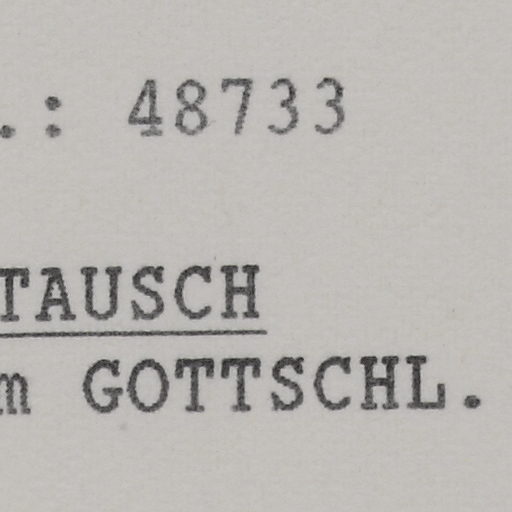 .: 48733
TAUSCH
m GOTTSCHL.